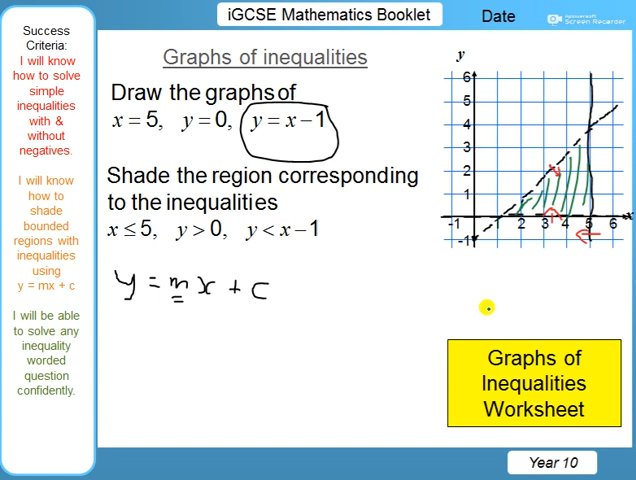 iGCSE Mathematics Booklet
Date
Apowersoft
Screen Recorder
Success
Criteria:
I will know
how to solve
simple
inequalities
with &
without
negatives.
I will know
how to
shade
bounded
regions with
inequalities
using
y = mx + c
I will be able
to solve any
inequality
worded
question
confidently.
Graphs of inequalities
Draw the graphs of
x = 5, y = 0, y = x − 1
Shade the region corresponding
to the inequalities
x ≤ 5, y > 0, y < x − 1
y = mx + c
y
6
5
4
3
2
1
-1 1 2 3 4 5 6 x
-1
Graphs of
Inequalities
Worksheet
Year 10